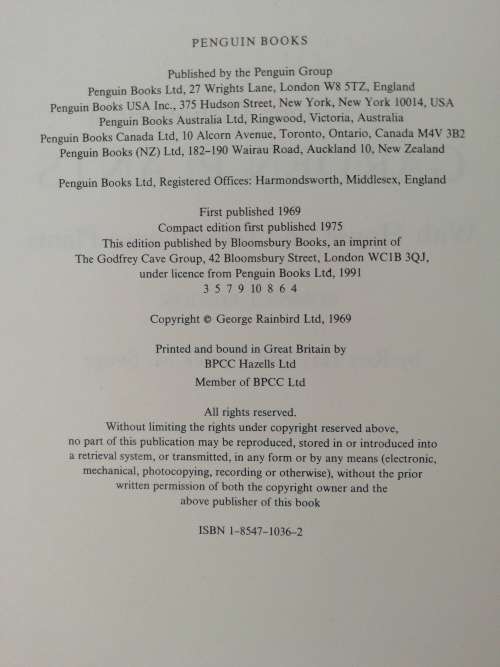 PENGUIN BOOKS
Published by the Penguin Group
Penguin Books Ltd, 27 Wrights Lane, London W8 5TZ, England
Penguin Books USA Inc., 375 Hudson Street, New York, New York 10014, USA
Penguin Books Australia Ltd, Ringwood, Victoria, Australia
Penguin Books Canada Ltd, 10 Alcorn Avenue, Toronto, Ontario, Canada M4V 3B2
Penguin Books (NZ) Ltd, 182–190 Wairau Road, Auckland 10, New Zealand
Penguin Books Ltd, Registered Offices: Harmondsworth, Middlesex, England
First published 1969
Compact edition first published 1975
This edition published by Bloomsbury Books, an imprint of
The Godfrey Cave Group, 42 Bloomsbury Street, London WC1B 3QJ,
under licence from Penguin Books Ltd, 1991
3 5 7 9 10 8 6 4
Copyright © George Rainbird Ltd, 1969
Printed and bound in Great Britain by
BPCC Hazells Ltd
Member of BPCC Ltd
All rights reserved.
Without limiting the rights under copyright reserved above,
no part of this publication may be reproduced, stored in or introduced into
a retrieval system, or transmitted, in any form or by any means (electronic,
mechanical, photocopying, recording or otherwise), without the prior
written permission of both the copyright owner and the
above publisher of this book
ISBN 1–8547–1036–2